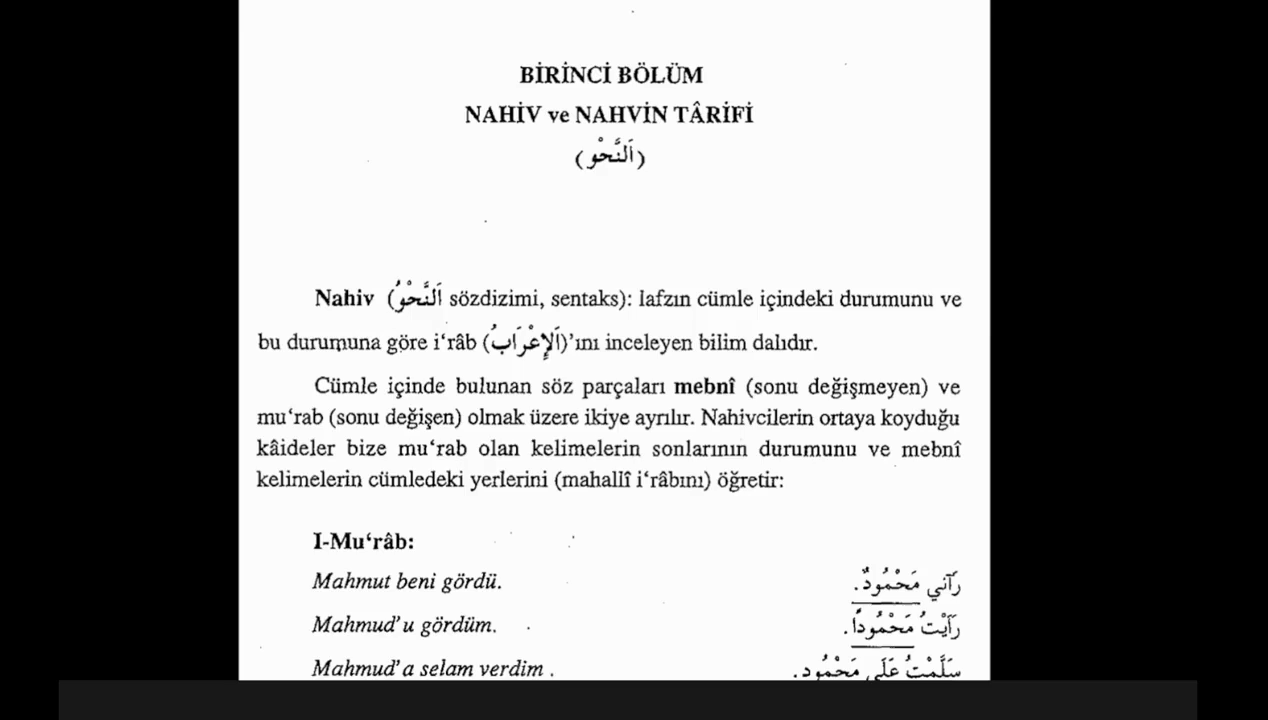 BİRİNCİ BÖLÜM
NAHİV ve NAHVİN TÂRİFİ
(اَلنَّحْو)
Nahiv (اَلنَّحْوُ sözdizimi, sentaks): lafzın cümle içindeki durumunu ve
bu durumuna göre i‘râb (اَلإِعْرَابُ)’ını inceleyen bilim dalıdır.
Cümle içinde bulunan söz parçaları mebnî (sonu değişmeyen) ve
mu‘rab (sonu değişen) olmak üzere ikiye ayrılır. Nahivcilerin ortaya koyduğu
kâideler bize mu‘rab olan kelimelerin sonlarının durumunu ve mebnî
kelimelerin cümledeki yerlerini (mahallî i‘râbını) öğretir:
I-Mu‘râb:
Mahmut beni gördü. رَآنِي مَحْمُودٌ.
Mahmud’u gördüm. رَأَيْتُ مَحْمُوداً.
Mahmud’a selam verdim . سَلَّمْتُ عَلَى مَحْمُود.